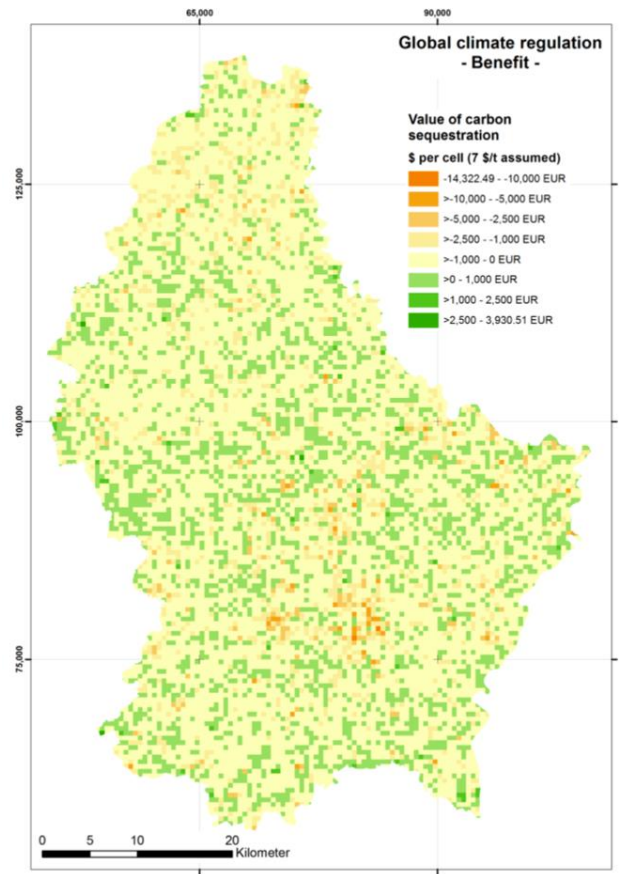 65,000
90,000
Global climate regulation
- Benefit -
Value of carbon
sequestration
$ per cell (7 $/t assumed)
-14,322.49 - -10,000 EUR
>-10,000 - -5,000 EUR
>-5,000 - -2,500 EUR
>-2,500 - -1,000 EUR
>-1,000 - 0 EUR
>0 - 1,000 EUR
>1,000 - 2,500 EUR
>2,500 - 3,930.51 EUR
125,000
100,000
75,000
0 5 10 20
Kilometer